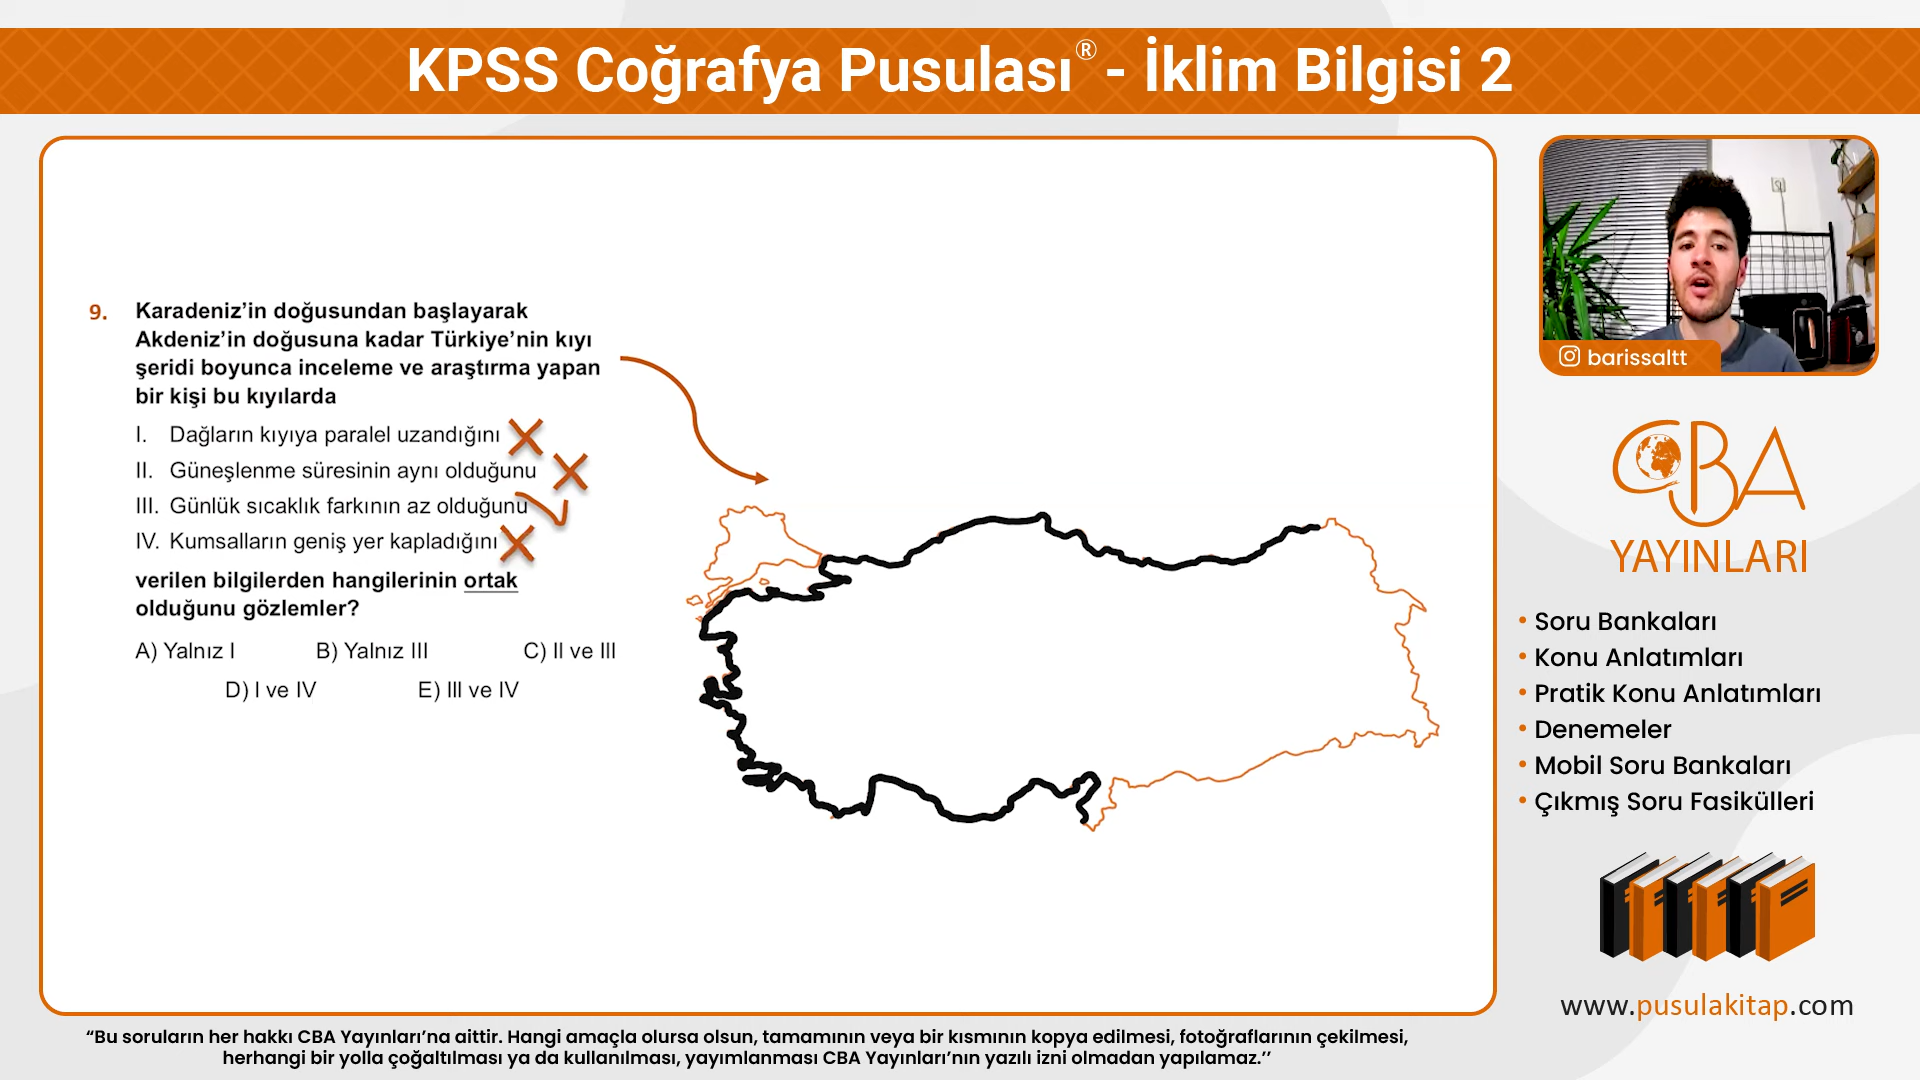 KPSS Coğrafya Pusulası® - İklim Bilgisi 2
9. Karadeniz’in doğusundan başlayarak
Akdeniz’in doğusuna kadar Türkiye’nin kıyı
şeridi boyunca inceleme ve araştırma yapan
bir kişi bu kıyılarda
I. Dağların kıyıya paralel uzandığını
II. Güneşlenme süresinin aynı olduğunu
III. Günlük sıcaklık farkının az olduğunu
IV. Kumsalların geniş yer kapladığını
verilen bilgilerden hangilerinin ortak
olduğunu gözlemler?
A) Yalnız I B) Yalnız III C) II ve III
D) I ve IV E) III ve IV
barissaltt
CBA
YAYINLARI
• Soru Bankaları
• Konu Anlatımları
• Pratik Konu Anlatımları
• Denemeler
• Mobil Soru Bankaları
• Çıkmış Soru Fasikülleri
www.pusulakitap.com
“Bu soruların her hakkı CBA Yayınları’na aittir. Hangi amaçla olursa olsun, tamamının veya bir kısmının kopya edilmesi, fotoğraflarının çekilmesi,
herhangi bir yolla çoğaltılması ya da kullanılması, yayımlanması CBA Yayınları’nın yazılı izni olmadan yapılamaz.’’